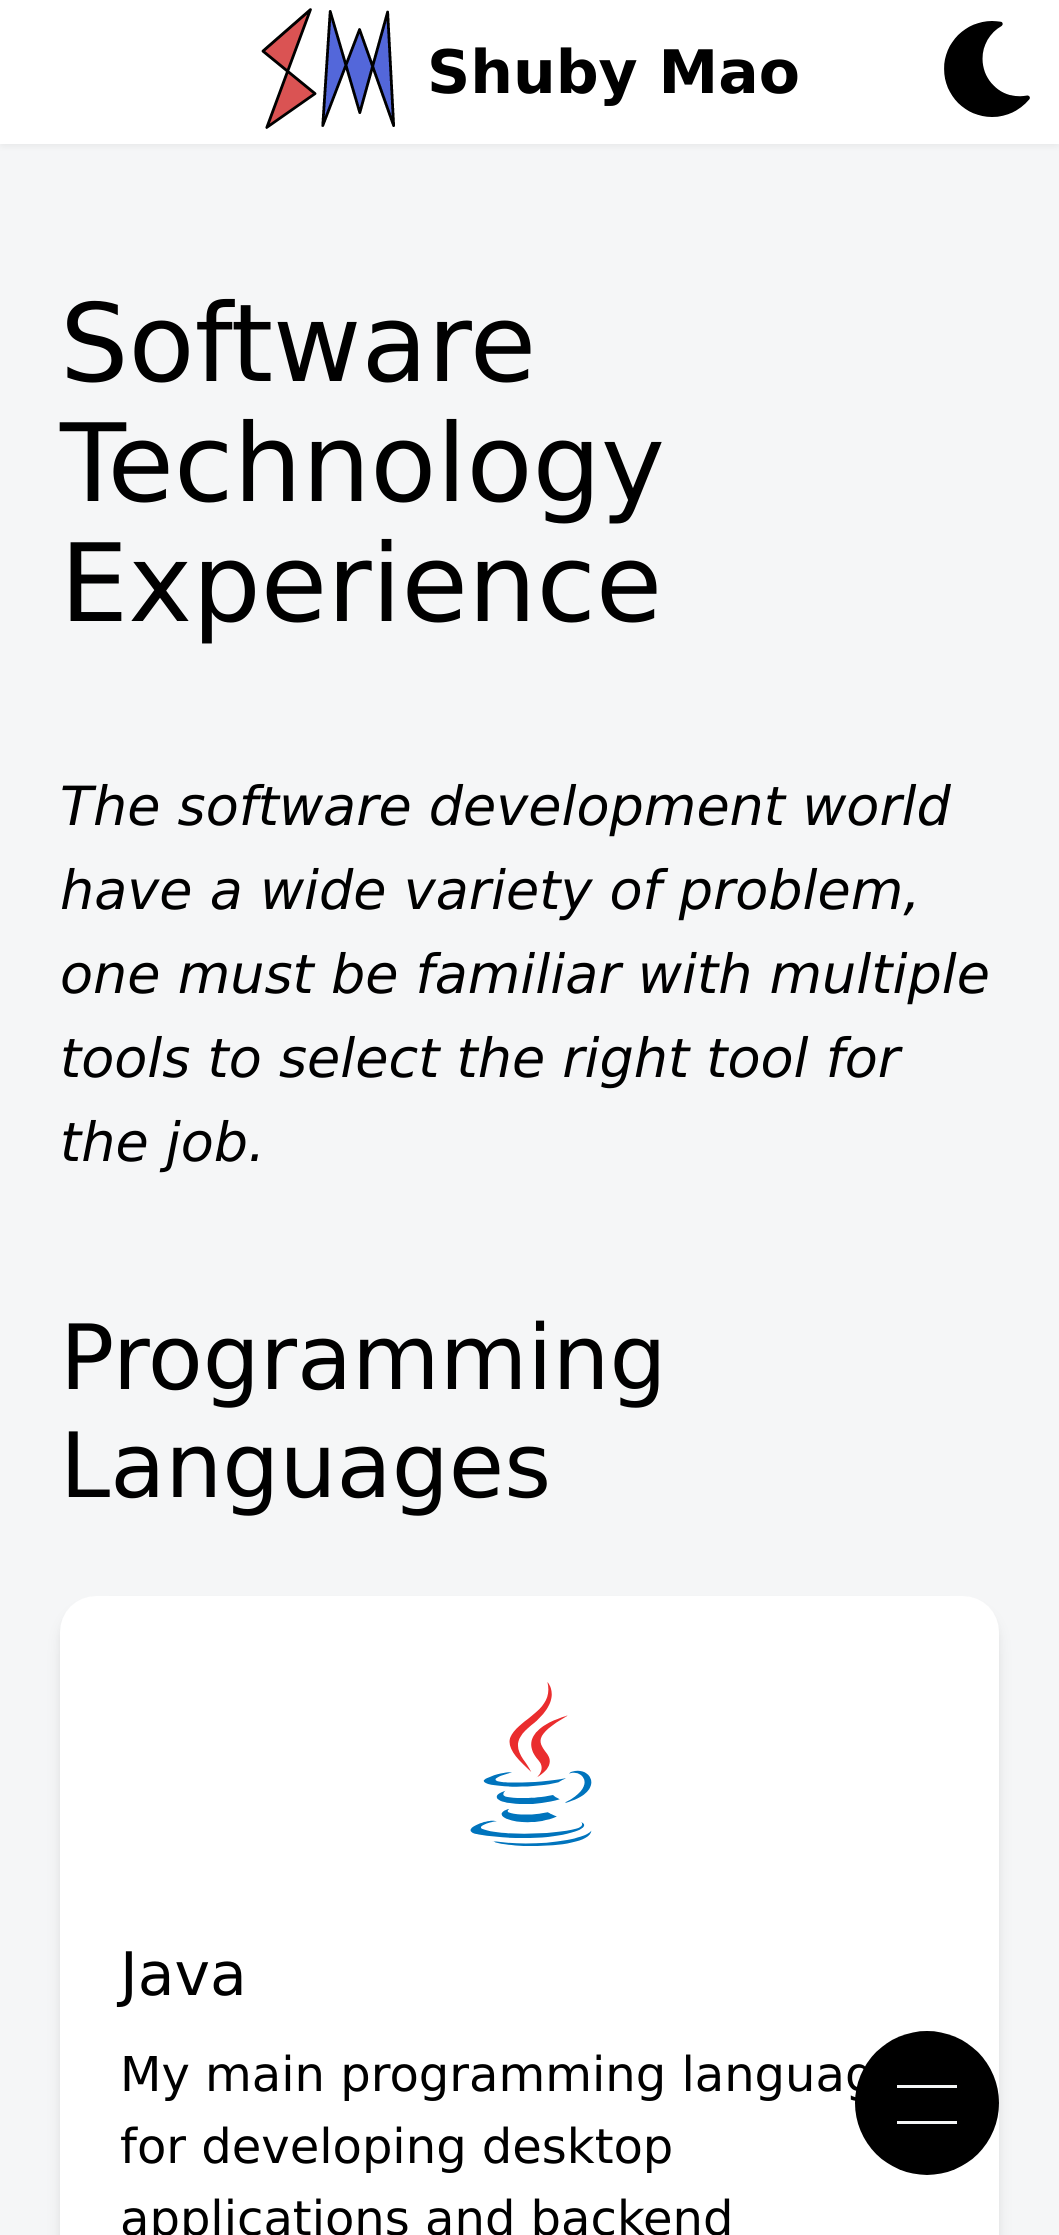 SM Shuby Mao
Software
Technology
Experience
The software development world
have a wide variety of problem,
one must be familiar with multiple
tools to select the right tool for
the job.
Programming
Languages
Java
My main programming languag
for developing desktop
applications and backend